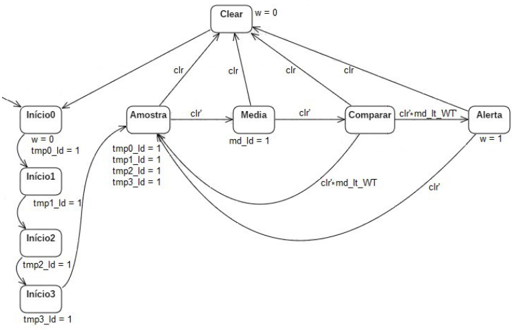 Clear
w = 0
clr
clr
clr
clr
Início0
w = 0
tmp0_ld = 1
Início1
tmp1_ld = 1
Início2
tmp2_ld = 1
Início3
tmp3_ld = 1
Amostra
tmp0_ld = 1
tmp1_ld = 1
tmp2_ld = 1
tmp3_ld = 1
clr'
Media
md_ld = 1
clr'
Comparar
clr'*md_lt_WT'
Alerta
w = 1
clr'*md_lt_WT
clr'